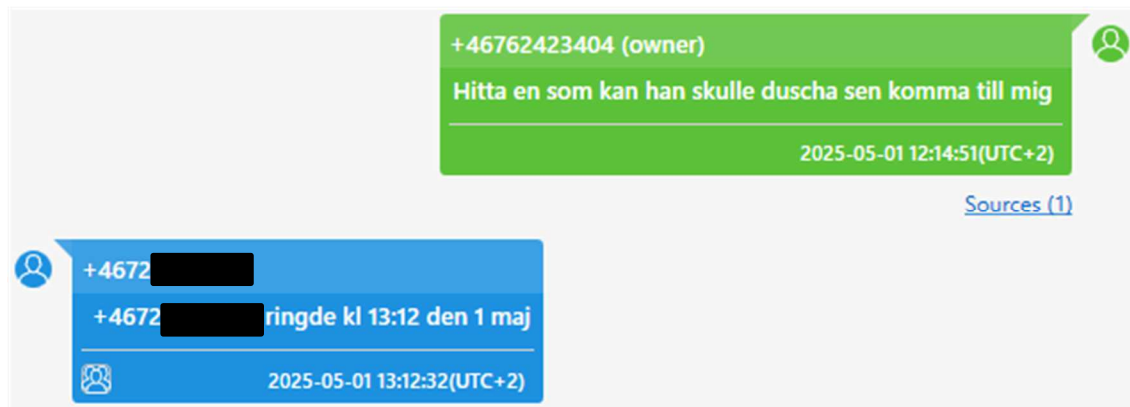 +46762423404 (owner)
Hitta en som kan han skulle duscha sen komma till mig
2025-05-01 12:14:51(UTC+2)
Sources (1)
+4672
+4672 ringde kl 13:12 den 1 maj
2025-05-01 13:12:32(UTC+2)